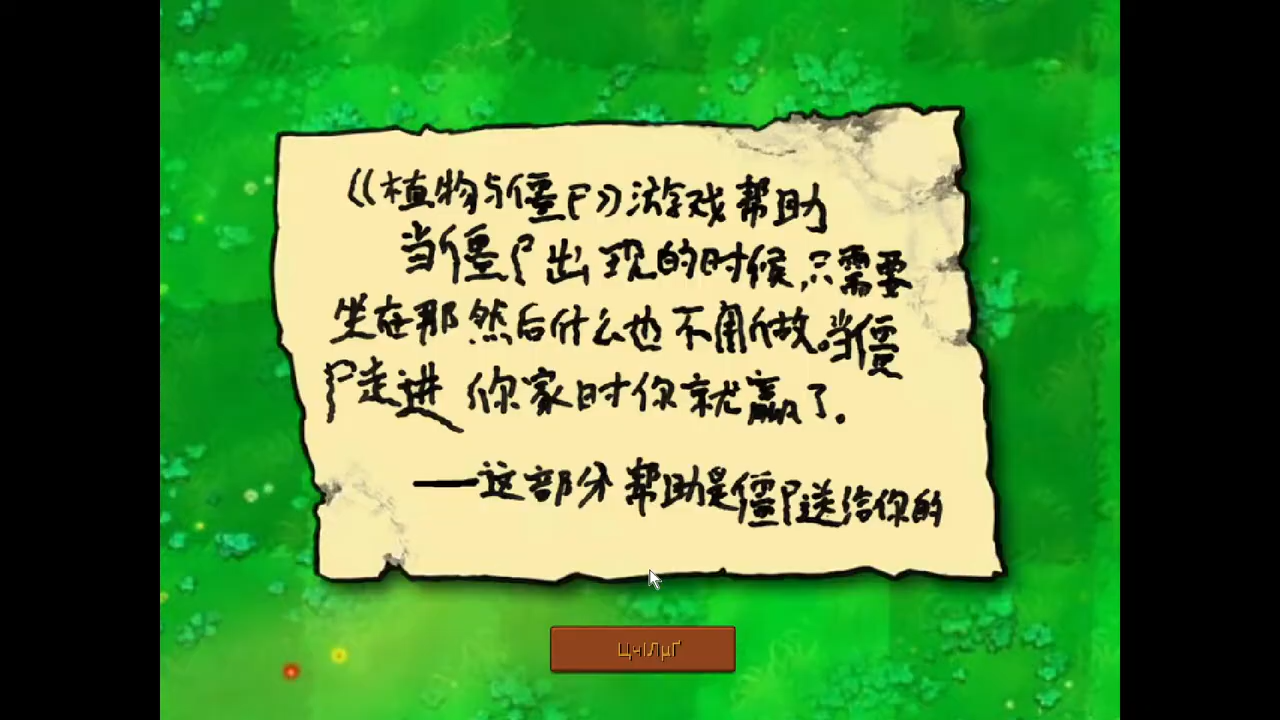 《植物与僵尸》游戏帮助
当僵尸出现的时候,只需要
坐在那然后什么也不用做。当僵
尸走进你家时你就赢了.
——这部分帮助是僵尸送给你的
ЦчІЛµҐ